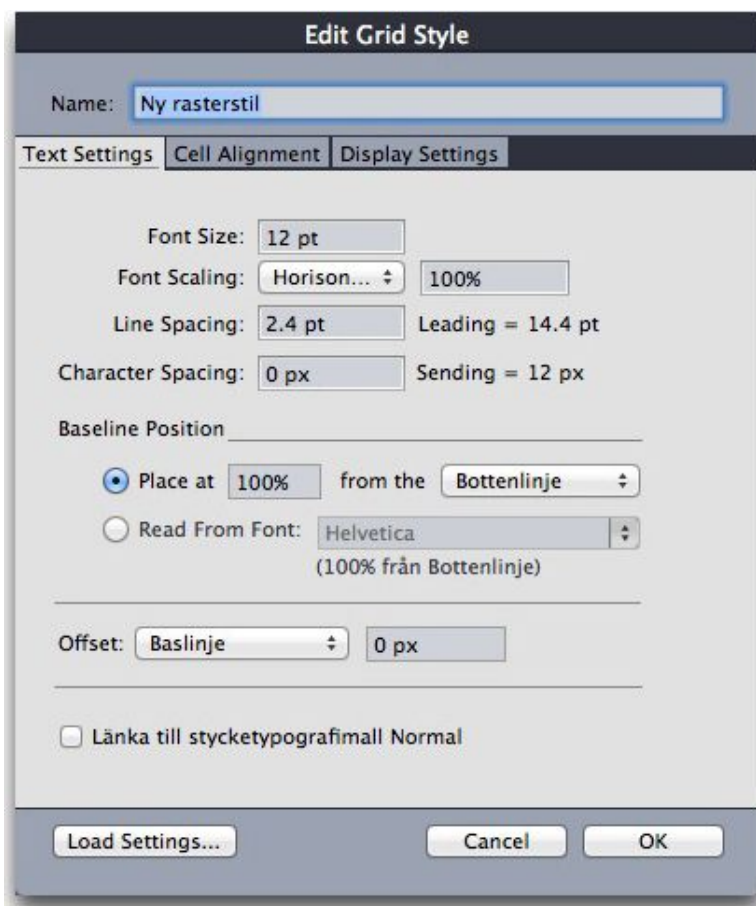 Edit Grid Style
Name: Ny rasterstil
Text Settings Cell Alignment Display Settings
Font Size: 12 pt
Font Scaling: Horison... 100%
Line Spacing: 2.4 pt Leading = 14.4 pt
Character Spacing: 0 px Sending = 12 px
Baseline Position
Place at 100% from the Bottenlinje
Read From Font: Helvetica
(100% från Bottenlinje)
Offset: Baslinje 0 px
Länka till stycketypografimall Normal
Load Settings... Cancel OK